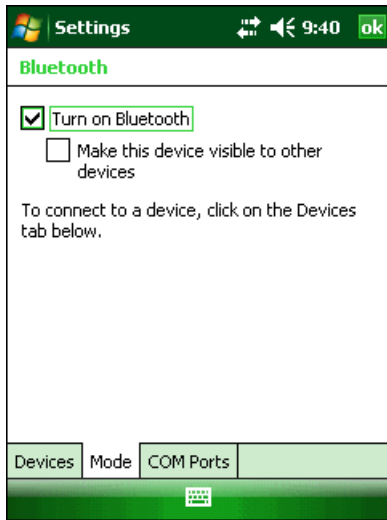 Settings 9:40 ok
Bluetooth
Turn on Bluetooth
Make this device visible to other
devices
To connect to a device, click on the Devices
tab below.
Devices Mode COM Ports